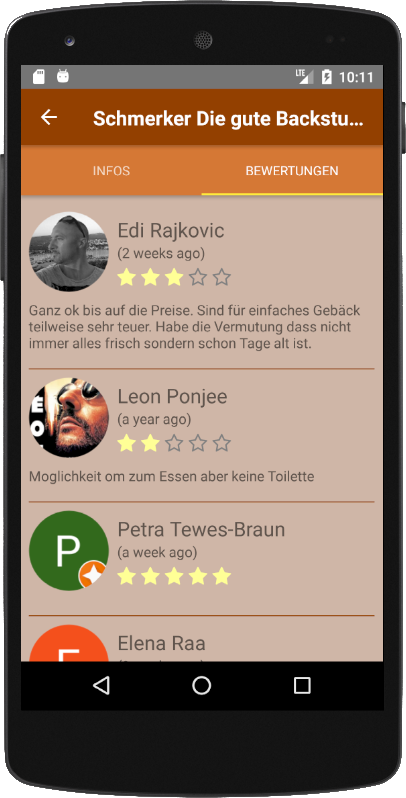 LTE 10:11
Schmerker Die gute Backstu...
INFOS BEWERTUNGEN
Edi Rajkovic
(2 weeks ago)
Ganz ok bis auf die Preise. Sind für einfaches Gebäck
teilweise sehr teuer. Habe die Vermutung dass nicht
immer alles frisch sondern schon Tage alt ist.
Leon Ponjee
(a year ago)
Moglichkeit om zum Essen aber keine Toilette
P
Petra Tewes-Braun
(a week ago)
Elena Raa